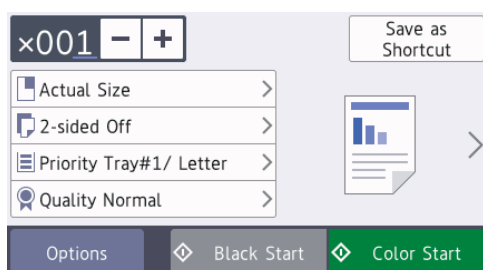 ×001 − +
Save as
Shortcut
Actual Size
2-sided Off
Priority Tray#1/ Letter
Quality Normal
Options
Black Start
Color Start